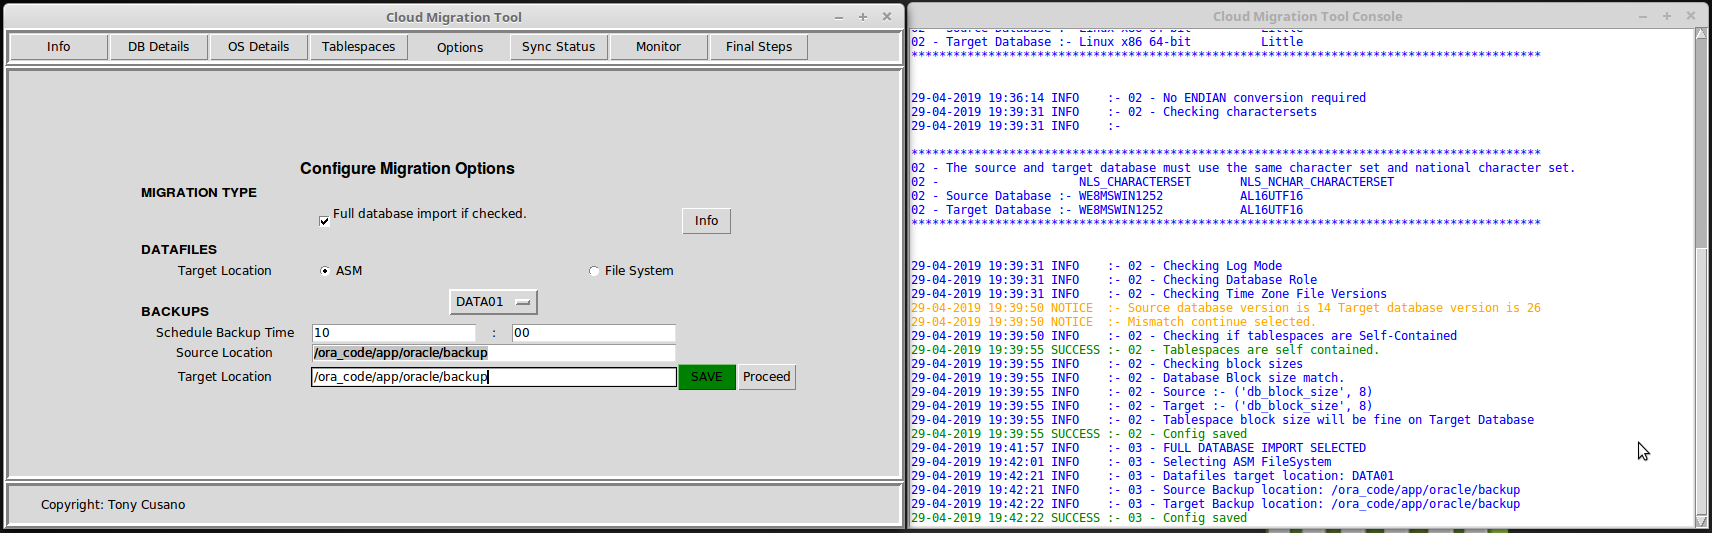 Cloud Migration Tool
Info DB Details OS Details Tablespaces Options Sync Status Monitor Final Steps
Configure Migration Options
MIGRATION TYPE
Full database import if checked. Info
DATAFILES
Target Location ASM File System
DATA01
BACKUPS
Schedule Backup Time 10 : 00
Source Location /ora_code/app/oracle/backup
Target Location /ora_code/app/oracle/backup SAVE Proceed
Copyright: Tony Cusano
Cloud Migration Tool Console
02 - Source Database :- Linux x86 64-bit Little
02 - Target Database :- Linux x86 64-bit Little
******************************************************************************************
29-04-2019 19:36:14 INFO :- 02 - No ENDIAN conversion required
29-04-2019 19:39:31 INFO :- 02 - Checking charactersets
29-04-2019 19:39:31 INFO :-
******************************************************************************************
02 - The source and target database must use the same character set and national character set.
02 - NLS_CHARACTERSET NLS_NCHAR_CHARACTERSET
02 - Source Database :- WE8MSWIN1252 AL16UTF16
02 - Target Database :- WE8MSWIN1252 AL16UTF16
******************************************************************************************
29-04-2019 19:39:31 INFO :- 02 - Checking Log Mode
29-04-2019 19:39:31 INFO :- 02 - Checking Database Role
29-04-2019 19:39:31 INFO :- 02 - Checking Time Zone File Versions
29-04-2019 19:39:50 NOTICE :- Source database version is 14 Target database version is 26
29-04-2019 19:39:50 NOTICE :- Mismatch continue selected.
29-04-2019 19:39:50 INFO :- 02 - Checking if tablespaces are Self-Contained
29-04-2019 19:39:55 SUCCESS :- 02 - Tablespaces are self contained.
29-04-2019 19:39:55 INFO :- 02 - Checking block sizes
29-04-2019 19:39:55 INFO :- 02 - Database Block size match.
29-04-2019 19:39:55 INFO :- 02 - Source :- ('db_block_size', 8)
29-04-2019 19:39:55 INFO :- 02 - Target :- ('db_block_size', 8)
29-04-2019 19:39:55 INFO :- 02 - Tablespace block size will be fine on Target Database
29-04-2019 19:39:55 SUCCESS :- 02 - Config saved
29-04-2019 19:41:57 INFO :- 03 - FULL DATABASE IMPORT SELECTED
29-04-2019 19:42:01 INFO :- 03 - Selecting ASM FileSystem
29-04-2019 19:42:21 INFO :- 03 - Datafiles target location: DATA01
29-04-2019 19:42:21 INFO :- 03 - Source Backup location: /ora_code/app/oracle/backup
29-04-2019 19:42:22 INFO :- 03 - Target Backup location: /ora_code/app/oracle/backup
29-04-2019 19:42:22 SUCCESS :- 03 - Config saved